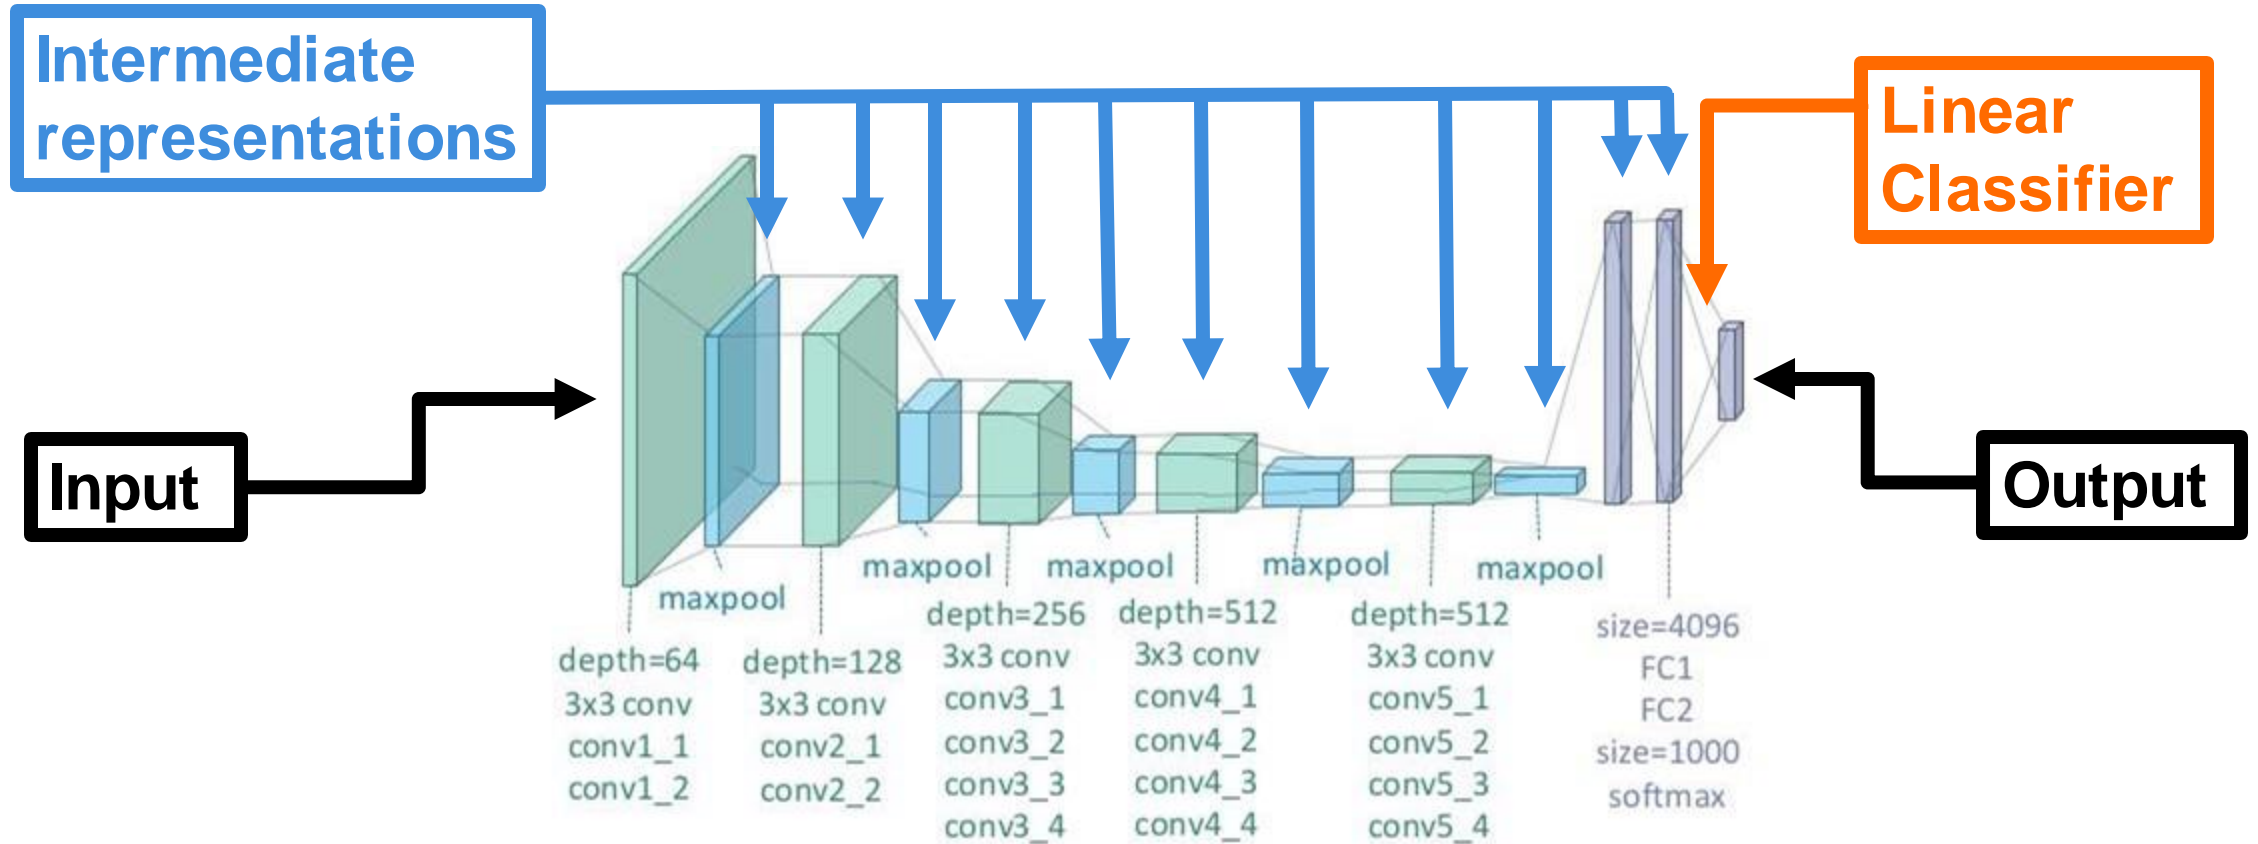 Intermediate
representations
Linear
Classifier
Input
Output
maxpool
maxpool
maxpool
maxpool
maxpool
depth=64
3x3 conv
conv1_1
conv1_2
depth=128
3x3 conv
conv2_1
conv2_2
depth=256
3x3 conv
conv3_1
conv3_2
conv3_3
conv3_4
depth=512
3x3 conv
conv4_1
conv4_2
conv4_3
conv4_4
depth=512
3x3 conv
conv5_1
conv5_2
conv5_3
conv5_4
size=4096
FC1
FC2
size=1000
softmax